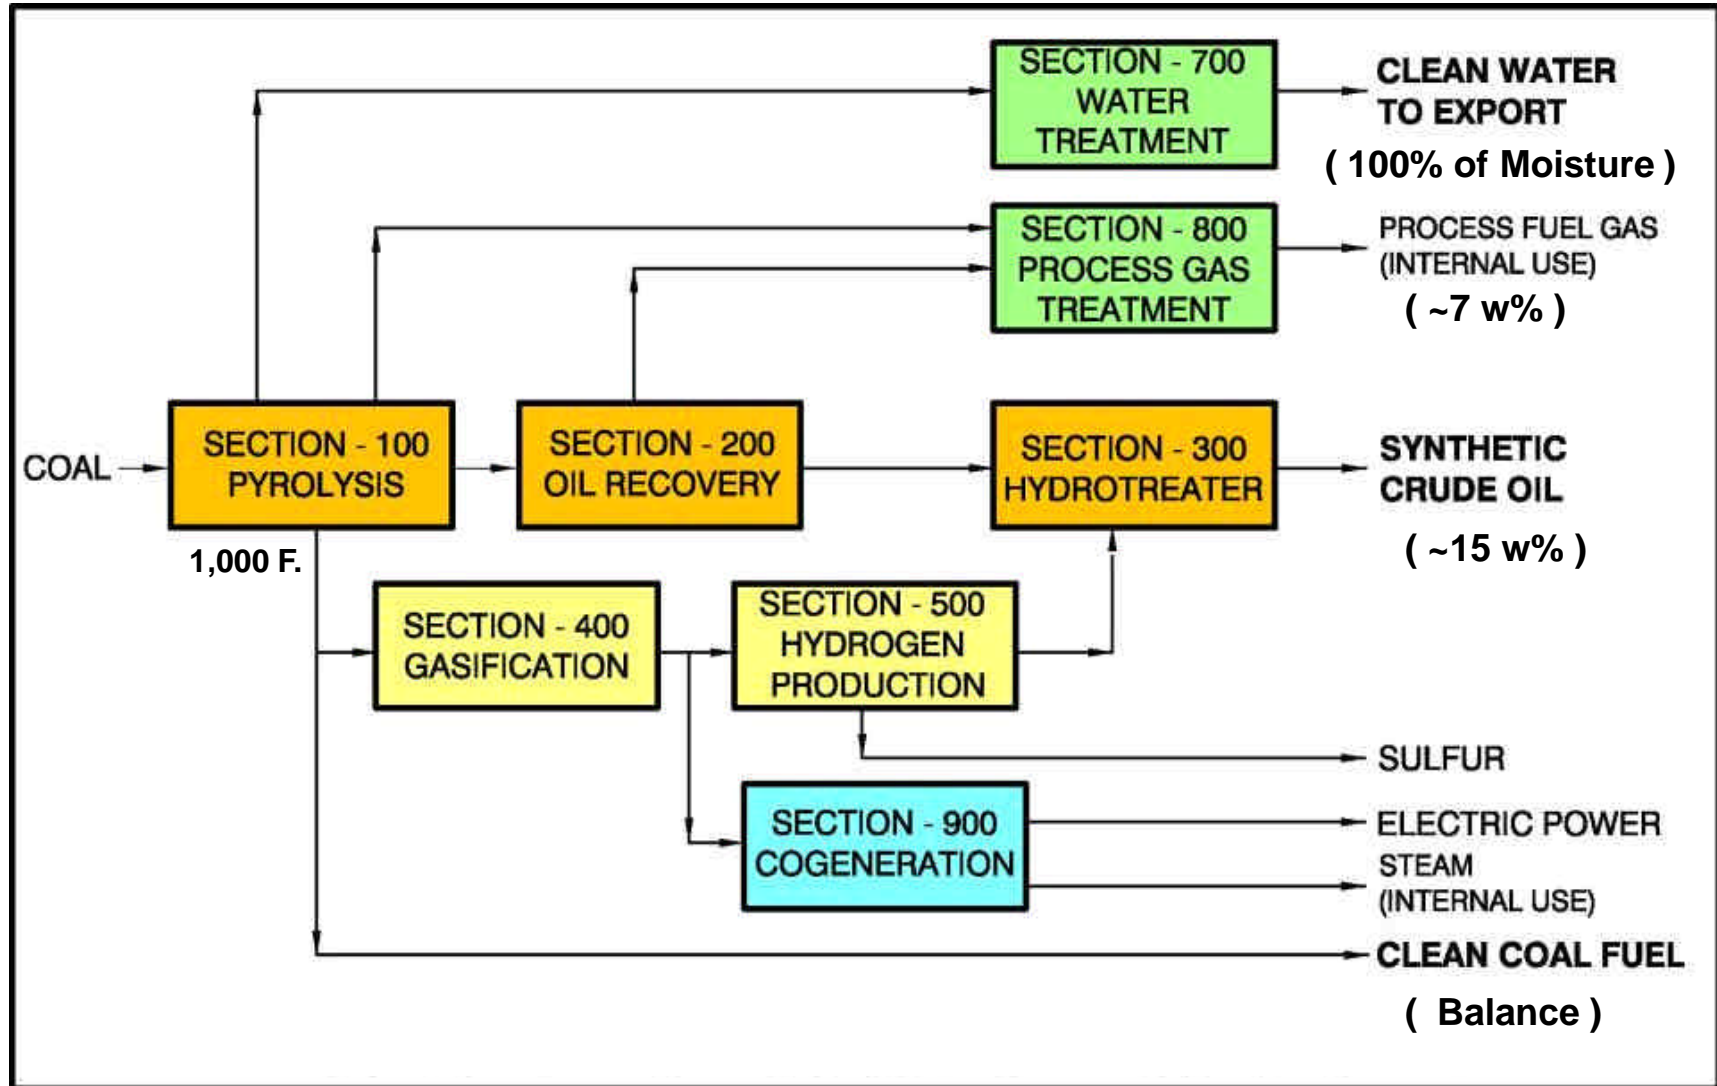 SECTION - 700
WATER
TREATMENT
CLEAN WATER
TO EXPORT
( 100% of Moisture )
SECTION - 800
PROCESS GAS
TREATMENT
PROCESS FUEL GAS
(INTERNAL USE)
( ~7 w% )
COAL
SECTION - 100
PYROLYSIS
1,000 F.
SECTION - 200
OIL RECOVERY
SECTION - 300
HYDROTREATER
SYNTHETIC
CRUDE OIL
( ~15 w% )
SECTION - 400
GASIFICATION
SECTION - 500
HYDROGEN
PRODUCTION
SULFUR
SECTION - 900
COGENERATION
ELECTRIC POWER
STEAM
(INTERNAL USE)
CLEAN COAL FUEL
( Balance )